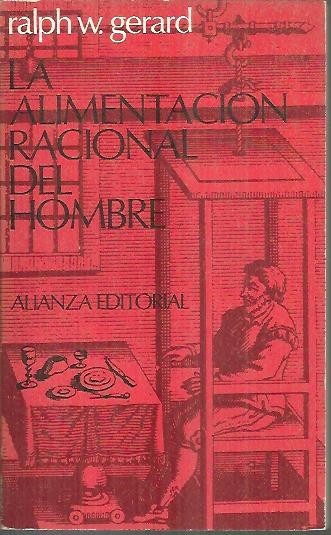 ralph w. gerard
LA
ALIMENTACION
RACIONAL
DEL
HOMBRE
ALIANZA EDITORIAL